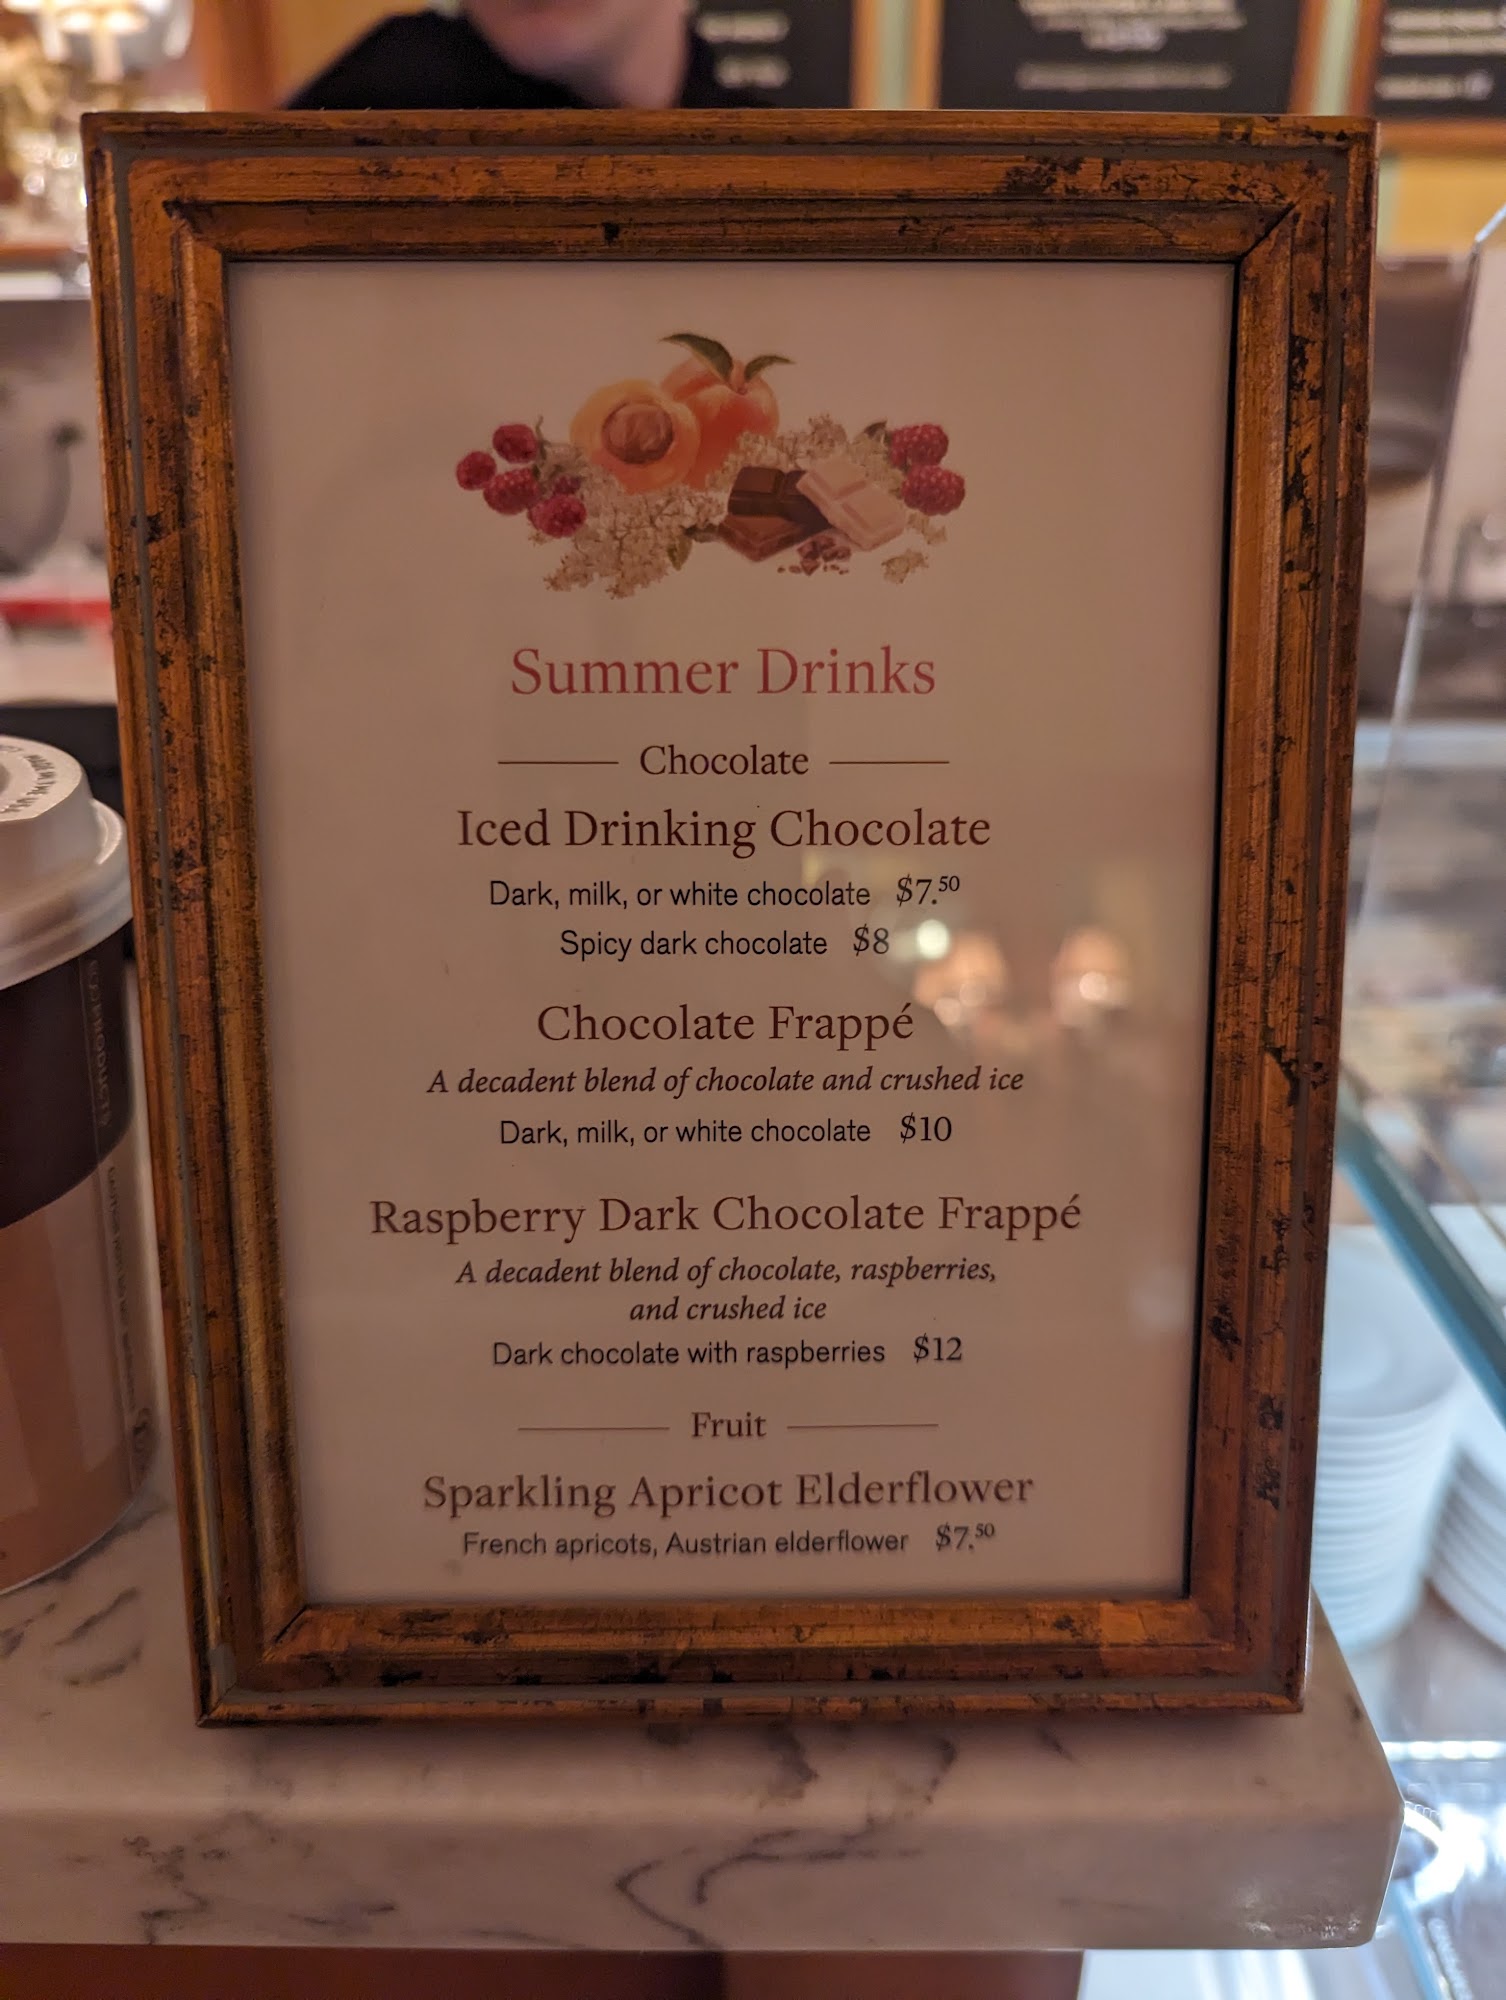 Summer Drinks
Chocolate
Iced Drinking Chocolate
Dark, milk, or white chocolate $7.50
Spicy dark chocolate $8
Chocolate Frappé
A decadent blend of chocolate and crushed ice
Dark, milk, or white chocolate $10
Raspberry Dark Chocolate Frappé
A decadent blend of chocolate, raspberries,
and crushed ice
Dark chocolate with raspberries $12
Fruit
Sparkling Apricot Elderflower
French apricots, Austrian elderflower $7.50
ECO PRODUCTS